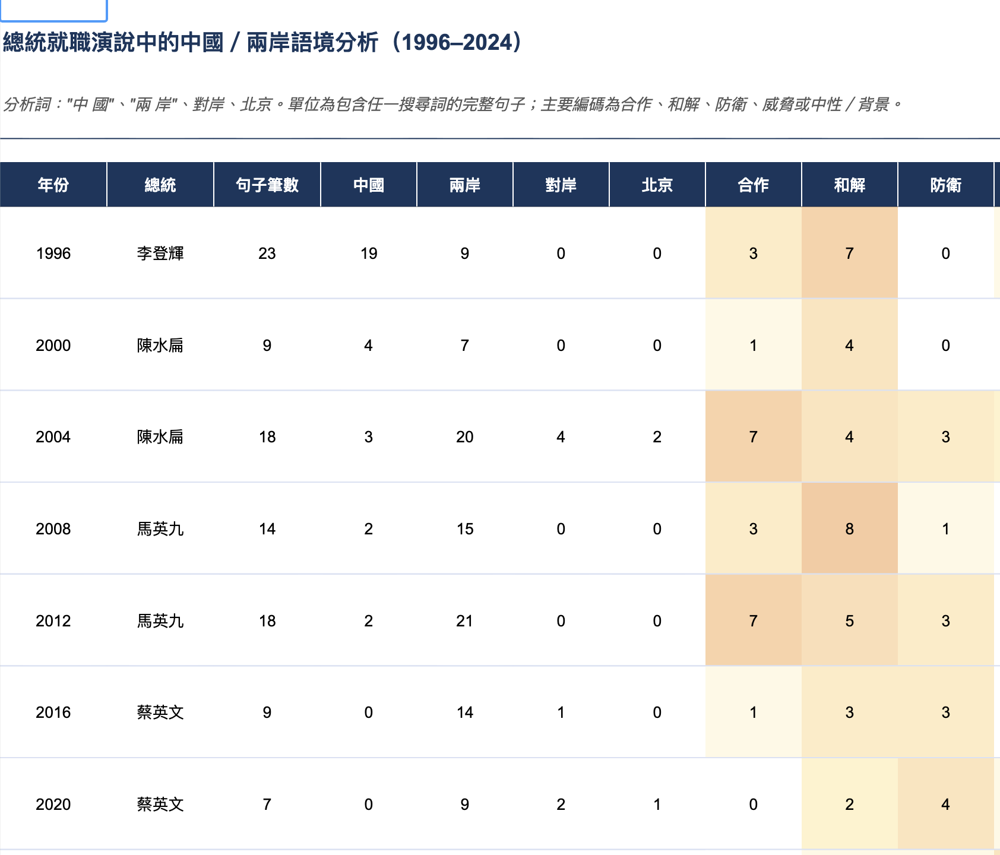 總統就職演說中的中國 / 兩岸語境分析（1996–2024）
分析詞："中 國"、"兩 岸"、對岸、北京。單位為包含任一搜尋詞的完整句子；主要編碼為合作、和解、防衛、威脅或中性 / 背景。
年份 總統 句子筆數 中國 兩岸 對岸 北京 合作 和解 防衛
1996 李登輝 23 19 9 0 0 3 7 0
2000 陳水扁 9 4 7 0 0 1 4 0
2004 陳水扁 18 3 20 4 2 7 4 3
2008 馬英九 14 2 15 0 0 3 8 1
2012 馬英九 18 2 21 0 0 7 5 3
2016 蔡英文 9 0 14 1 0 1 3 3
2020 蔡英文 7 0 9 2 1 0 2 4